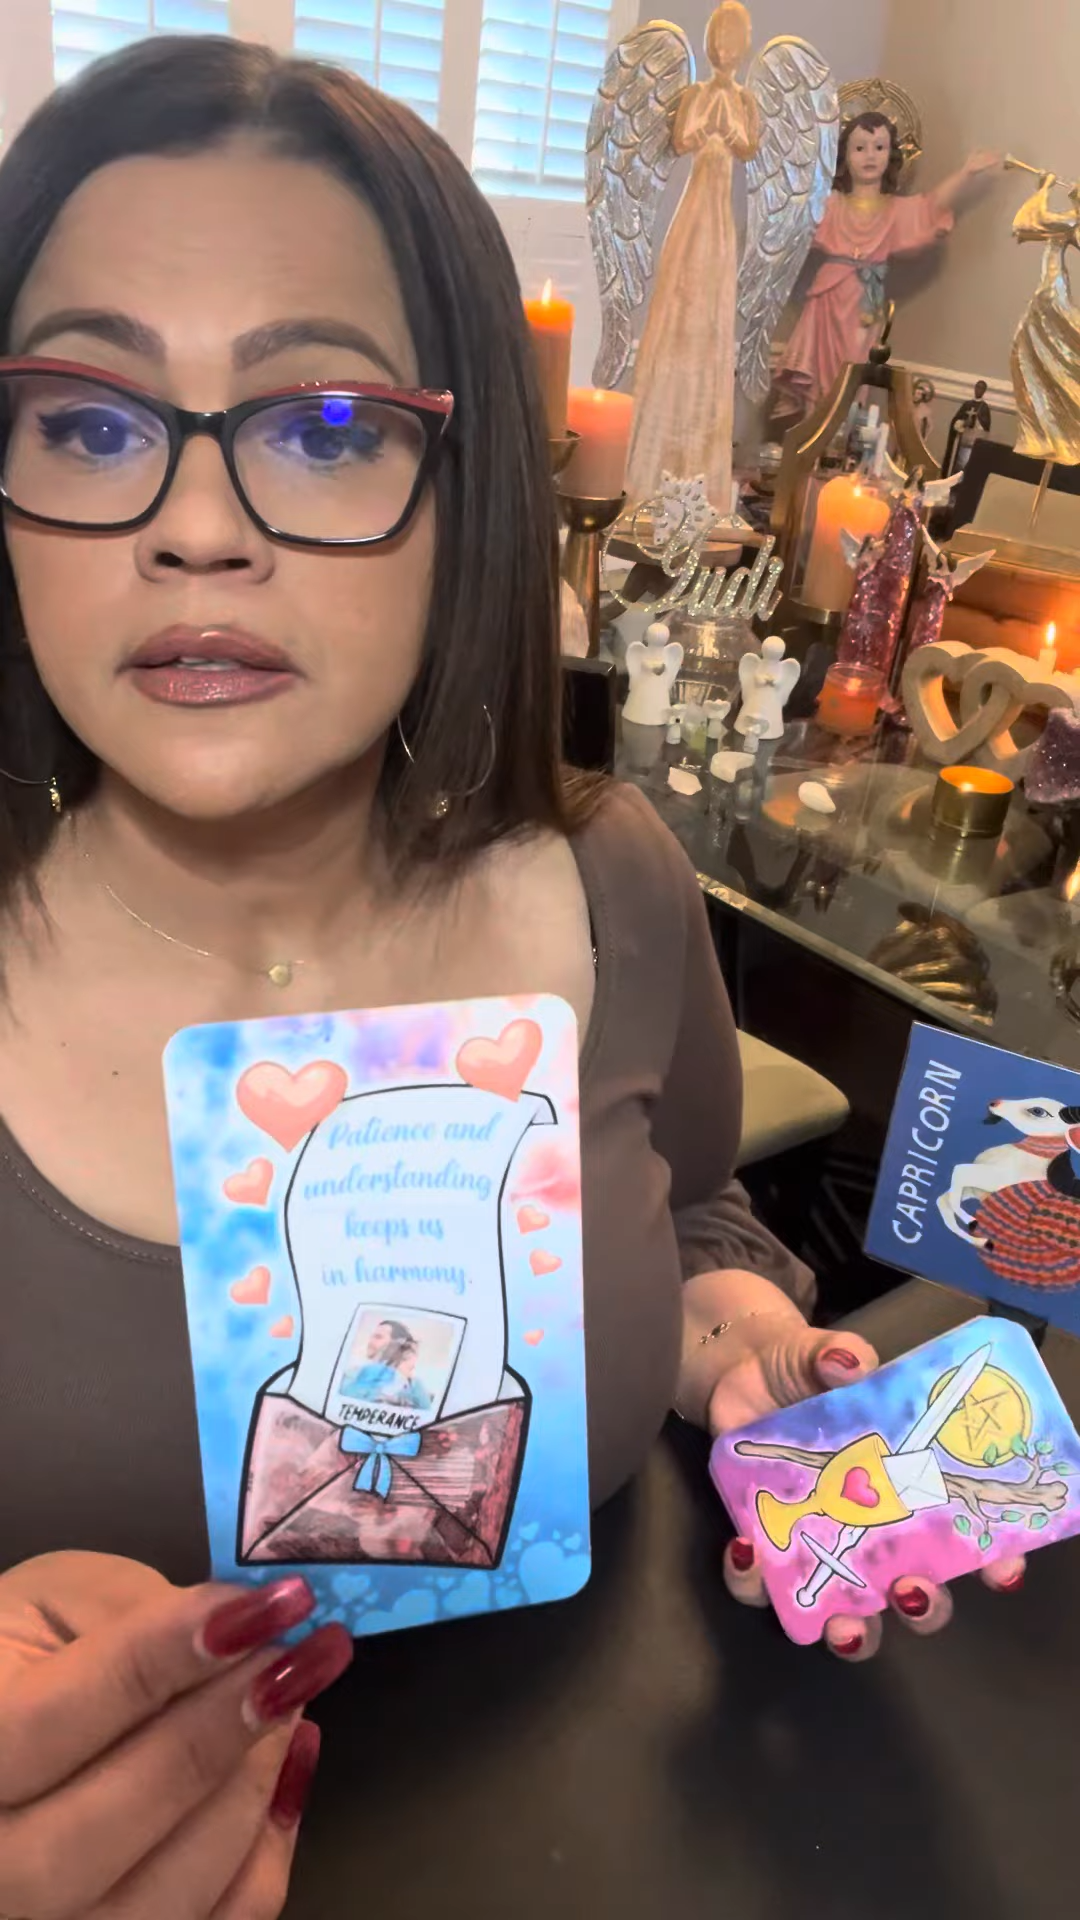 Judi
Patience and
understanding
keeps us
in harmony.
TEMPERANCE
CAPRICORN